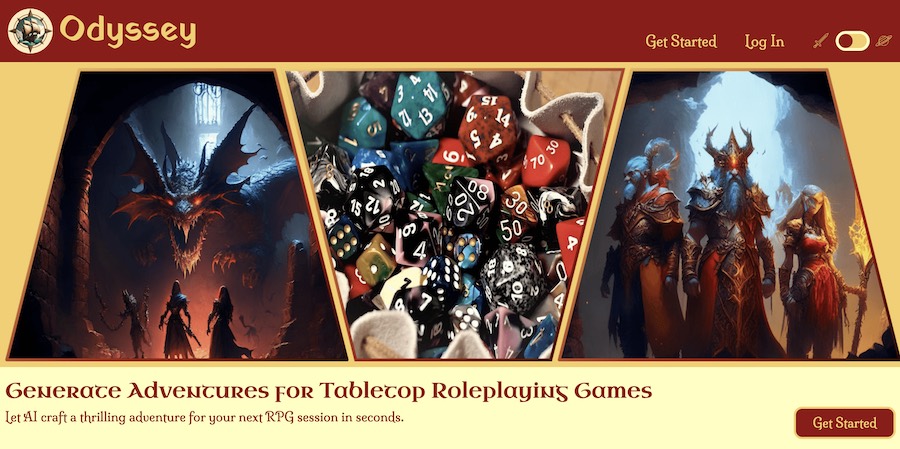 Odyssey
Get Started
Log In
Generate Adventures for Tabletop Roleplaying Games
Let AI craft a thrilling adventure for your next RPG session in seconds.
Get Started